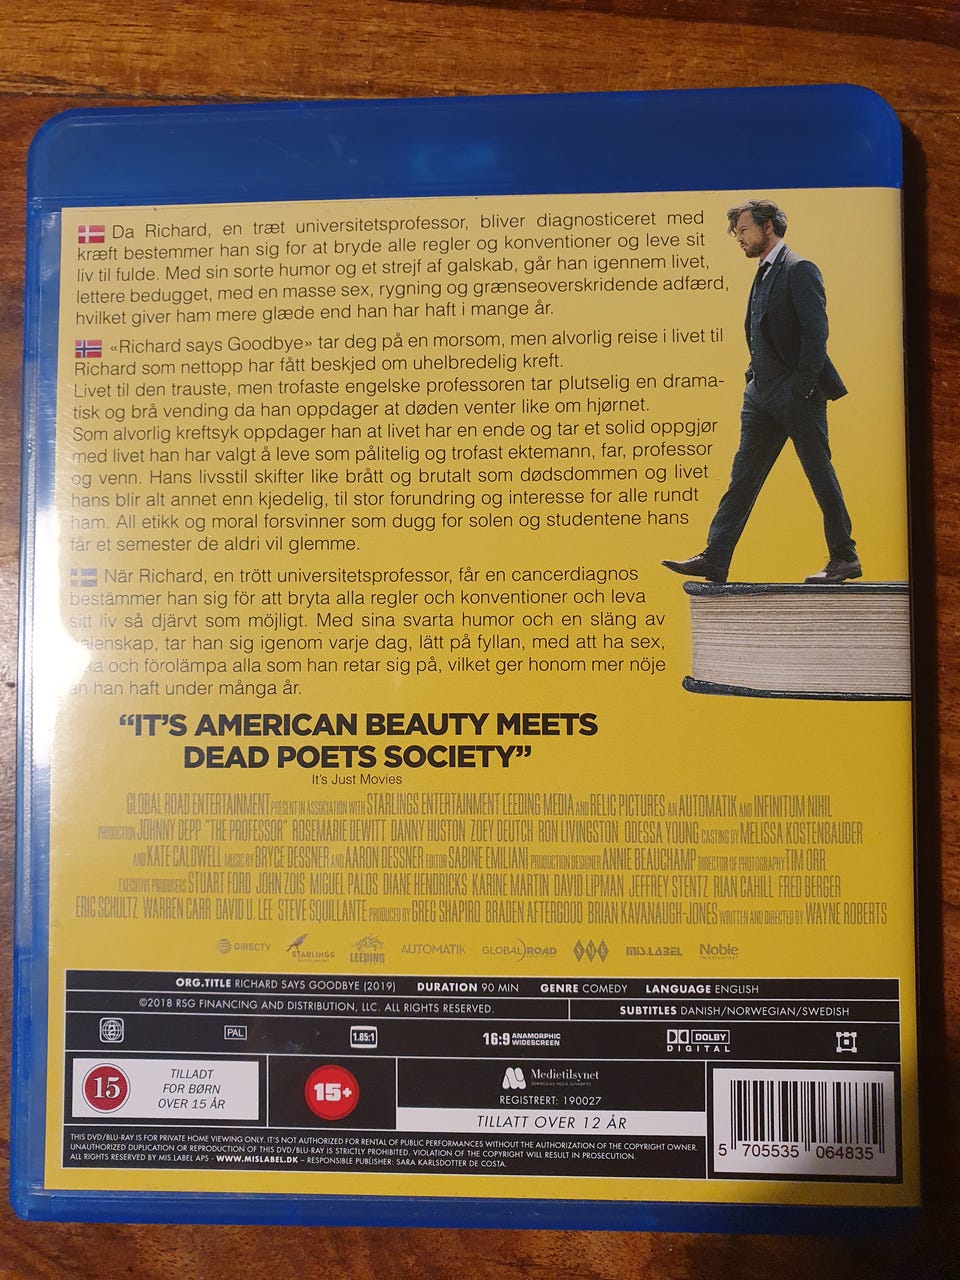 Da Richard, en træt universitetsprofessor, bliver diagnosticeret med
kræft bestemmer han sig for at bryde alle regler og konventioner og leve sit
liv til fulde. Med sin sorte humor og et strejf af galskab, går han igennem livet,
lettere bedugget, med en masse sex, rygning og grænseoverskridende adfærd,
hvilket giver ham mere glæde end han har haft i mange år.
«Richard says Goodbye» tar deg på en morsom, men alvorlig reise i livet til
Richard som nettopp har fått beskjed om uhelbredelig kreft.
Livet til den trauste, men trofaste engelske professoren tar plutselig en drama-
tisk og brå vending da han oppdager at døden venter like om hjørnet.
Som alvorlig kreftsyk oppdager han at livet har en ende og tar et solid oppgjør
med livet han har valgt å leve som pålitelig og trofast ektemann, far, professor
og venn. Hans livsstil skifter like brått og brutalt som dødsdommen og livet
hans blir alt annet enn kjedelig, til stor forundring og interesse for alle rundt
ham. All etikk og moral forsvinner som dugg for solen og studentene hans
får et semester de aldri vil glemme.
När Richard, en trött universitetsprofessor, får en cancerdiagnos
bestämmer han sig för att bryta alla regler och konventioner och leva
sitt liv så djärvt som möjligt. Med sina svarta humor och en släng av
galenskap, tar han sig igenom varje dag, lätt på fyllan, med att ha sex,
och förolämpa alla som han retar sig på, vilket ger honom mer nöje
än han haft under många år.
"IT'S AMERICAN BEAUTY MEETS
DEAD POETS SOCIETY"
It's Just Movies
GLOBAL ROAD ENTERTAINMENT PRESENT IN ASSOCIATION WITH STARLINGS ENTERTAINMENT LEEDING MEDIA AND RELIC PICTURES AN AUTOMATIK AND INFINITUM NIHIL
PRODUCTION JOHNNY DEPP "THE PROFESSOR" ROSEMARIE DEWITT DANNY HUSTON ZOEY DEUTCH RON LIVINGSTON ODESSA YOUNG CASTING BY MELISSA KOSTENBAUDER
AND KATE CALDWELL MUSIC BY BRYCE DESSNER AND AARON DESSNER EDITOR SABINE EMILIANI PRODUCTION DESIGNER ANNIE BEAUCHAMP DIRECTOR OF PHOTOGRAPHY TIM ORR
EXECUTIVE PRODUCERS STUART FORD JOHN ZOIS MIGUEL PALOS DIANE HENDRICKS KARINE MARTIN DAVID LIPMAN JEFFREY STENTZ RIAN CAHILL FRED BERGER
ERIC SCHULTZ WARREN CARR DAVID U. LEE STEVE SQUILLANTE PRODUCED BY GREG SHAPIRO BRADEN AFTERGOOD BRIAN KAVANAUGH-JONES WRITTEN AND DIRECTED BY WAYNE ROBERTS
DIRECTV STARLINGS ENTERTAINMENT LEEDING AUTOMATIK GLOBAL ROAD MIS.LABEL Noble ENTERTAINMENT
ORG.TITLE RICHARD SAYS GOODBYE (2019) DURATION 90 MIN GENRE COMEDY LANGUAGE ENGLISH
©2018 RSG FINANCING AND DISTRIBUTION, LLC. ALL RIGHTS RESERVED. SUBTITLES DANISH/NORWEGIAN/SWEDISH
PAL 1.85:1 16:9 ANAMORPHIC WIDESCREEN DOLBY DIGITAL
15 TILLADT FOR BØRN OVER 15 ÅR
15+
Medietilsynet
NORWEGIAN MEDIA AUTHORITY
REGISTRERT: 190027
TILLATT OVER 12 ÅR
THIS DVD/BLU-RAY IS FOR PRIVATE HOME VIEWING ONLY. IT'S NOT AUTHORIZED FOR RENTAL OF PUBLIC PERFORMANCES WITHOUT THE AUTHORIZATION OF THE COPYRIGHT OWNER.
UNAUTHORIZED DUPLICATION OR REPRODUCTION OF THIS DVD/BLU-RAY IS STRICTLY PROHIBITED. VIOLATION OF THE COPYRIGHT WILL RESULT IN PROSECUTION.
ALL RIGHTS RESERVED BY MIS.LABEL APS - WWW.MISLABEL.DK – RESPONSIBLE PUBLISHER: SARA KARLSDOTTER DE COSTA.
5 705535 064835